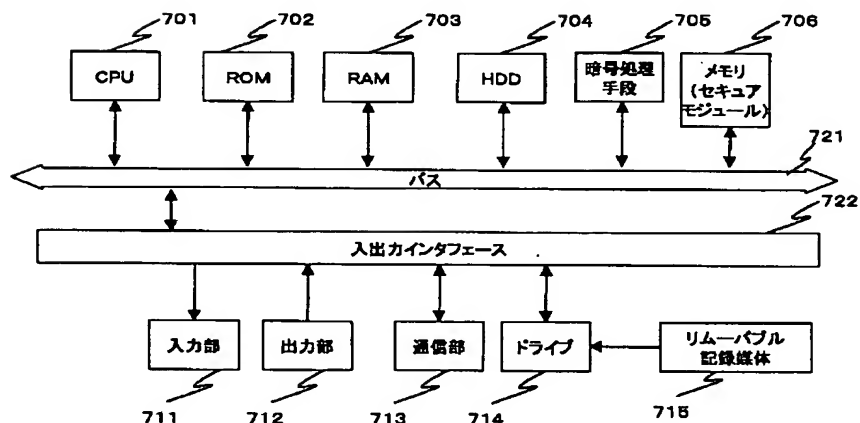 701 702 703 704 705 706
CPU ROM RAM HDD 暗号処理手段 メモリ(セキュアモジュール)
721
バス
722
入出力インタフェース
入力部 出力部 通信部 ドライブ リムーバブル記録媒体
711 712 713 714 715